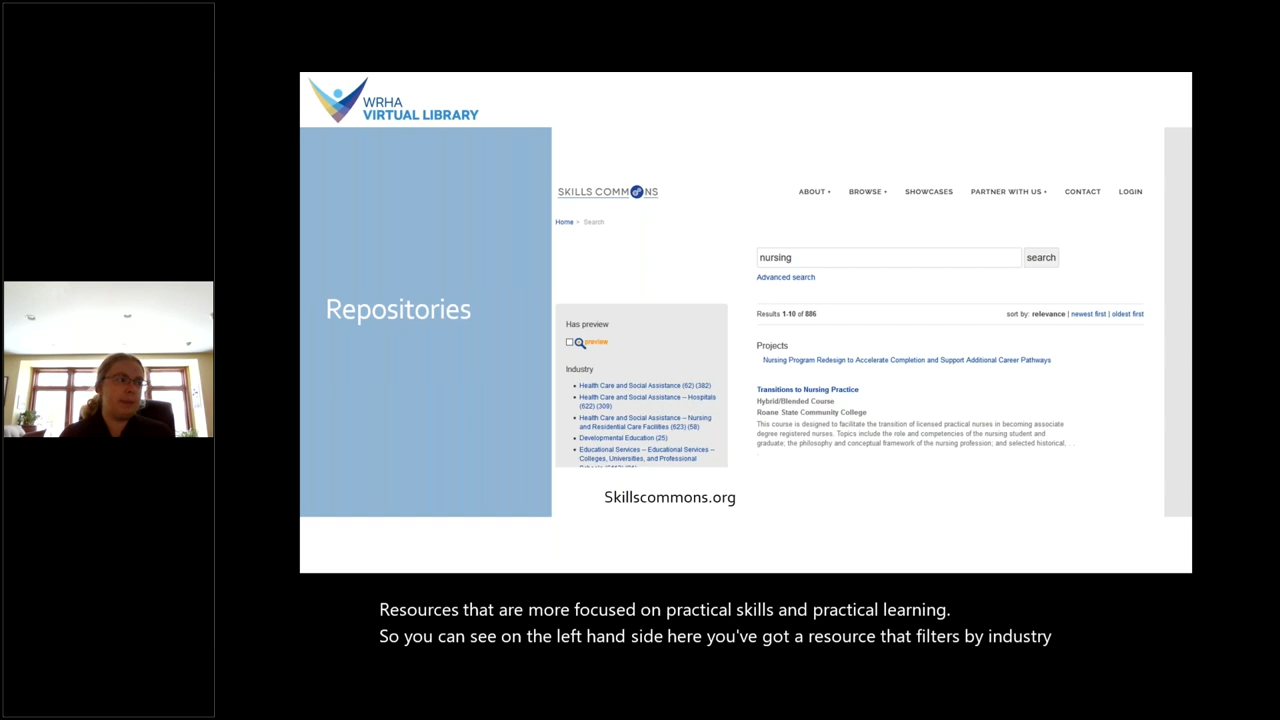 WRHA
VIRTUAL LIBRARY
Repositories
SKILLS COMMONS
ABOUT
BROWSE
SHOWCASES
PARTNER WITH US
CONTACT
LOGIN
Home > Search
nursing
search
Advanced search
Results 1-10 of 886
sort by: relevance | newest first | oldest first
Has preview
preview
Industry
Health Care and Social Assistance (62) (382)
Health Care and Social Assistance -- Hospitals
(622) (309)
Health Care and Social Assistance -- Nursing
and Residential Care Facilities (623) (58)
Developmental Education (25)
Educational Services -- Educational Services --
Colleges, Universities, and Professional
Projects
Nursing Program Redesign to Accelerate Completion and Support Additional Career Pathways
Transitions to Nursing Practice
Hybrid/Blended Course
Roane State Community College
This course is designed to facilitate the transition of licensed practical nurses in becoming associate
degree registered nurses. Topics include the role and competencies of the nursing student and
graduate; the philosophy and conceptual framework of the nursing profession; and selected historical, . .
.
Skillscommons.org
Resources that are more focused on practical skills and practical learning.
So you can see on the left hand side here you've got a resource that filters by industry